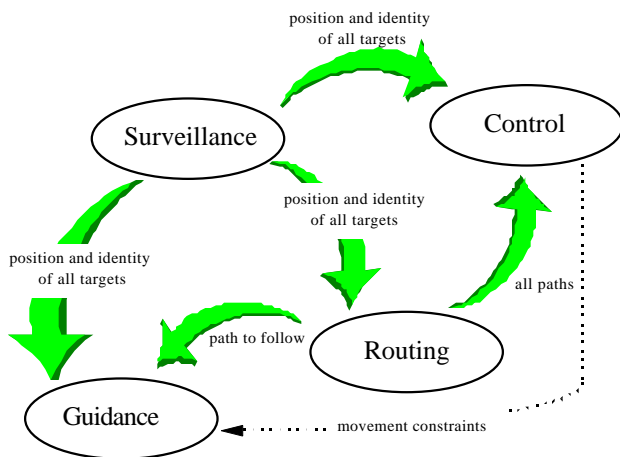 position and identity
of all targets
Surveillance
Control
position and identity
of all targets
position and identity
of all targets
all paths
path to follow
Routing
Guidance
movement constraints